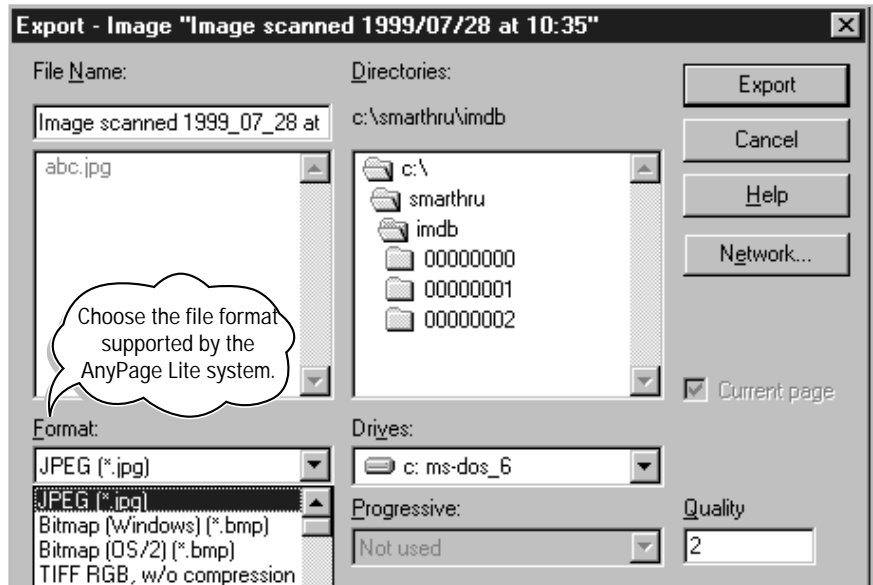 Export - Image "Image scanned 1999/07/28 at 10:35"
File Name:
Image scanned 1999_07_28 at
abc.jpg
Choose the file format
supported by the
AnyPage Lite system.
Format:
JPEG (*.jpg)
JPEG (*.jpg)
Bitmap (Windows) (*.bmp)
Bitmap (OS/2) (*.bmp)
TIFF RGB, w/o compression
Directories:
c:\smarthru\imdb
c:\
smarthru
imdb
00000000
00000001
00000002
Drives:
c: ms-dos_6
Progressive:
Not used
Export
Cancel
Help
Network...
Current page
Quality
2